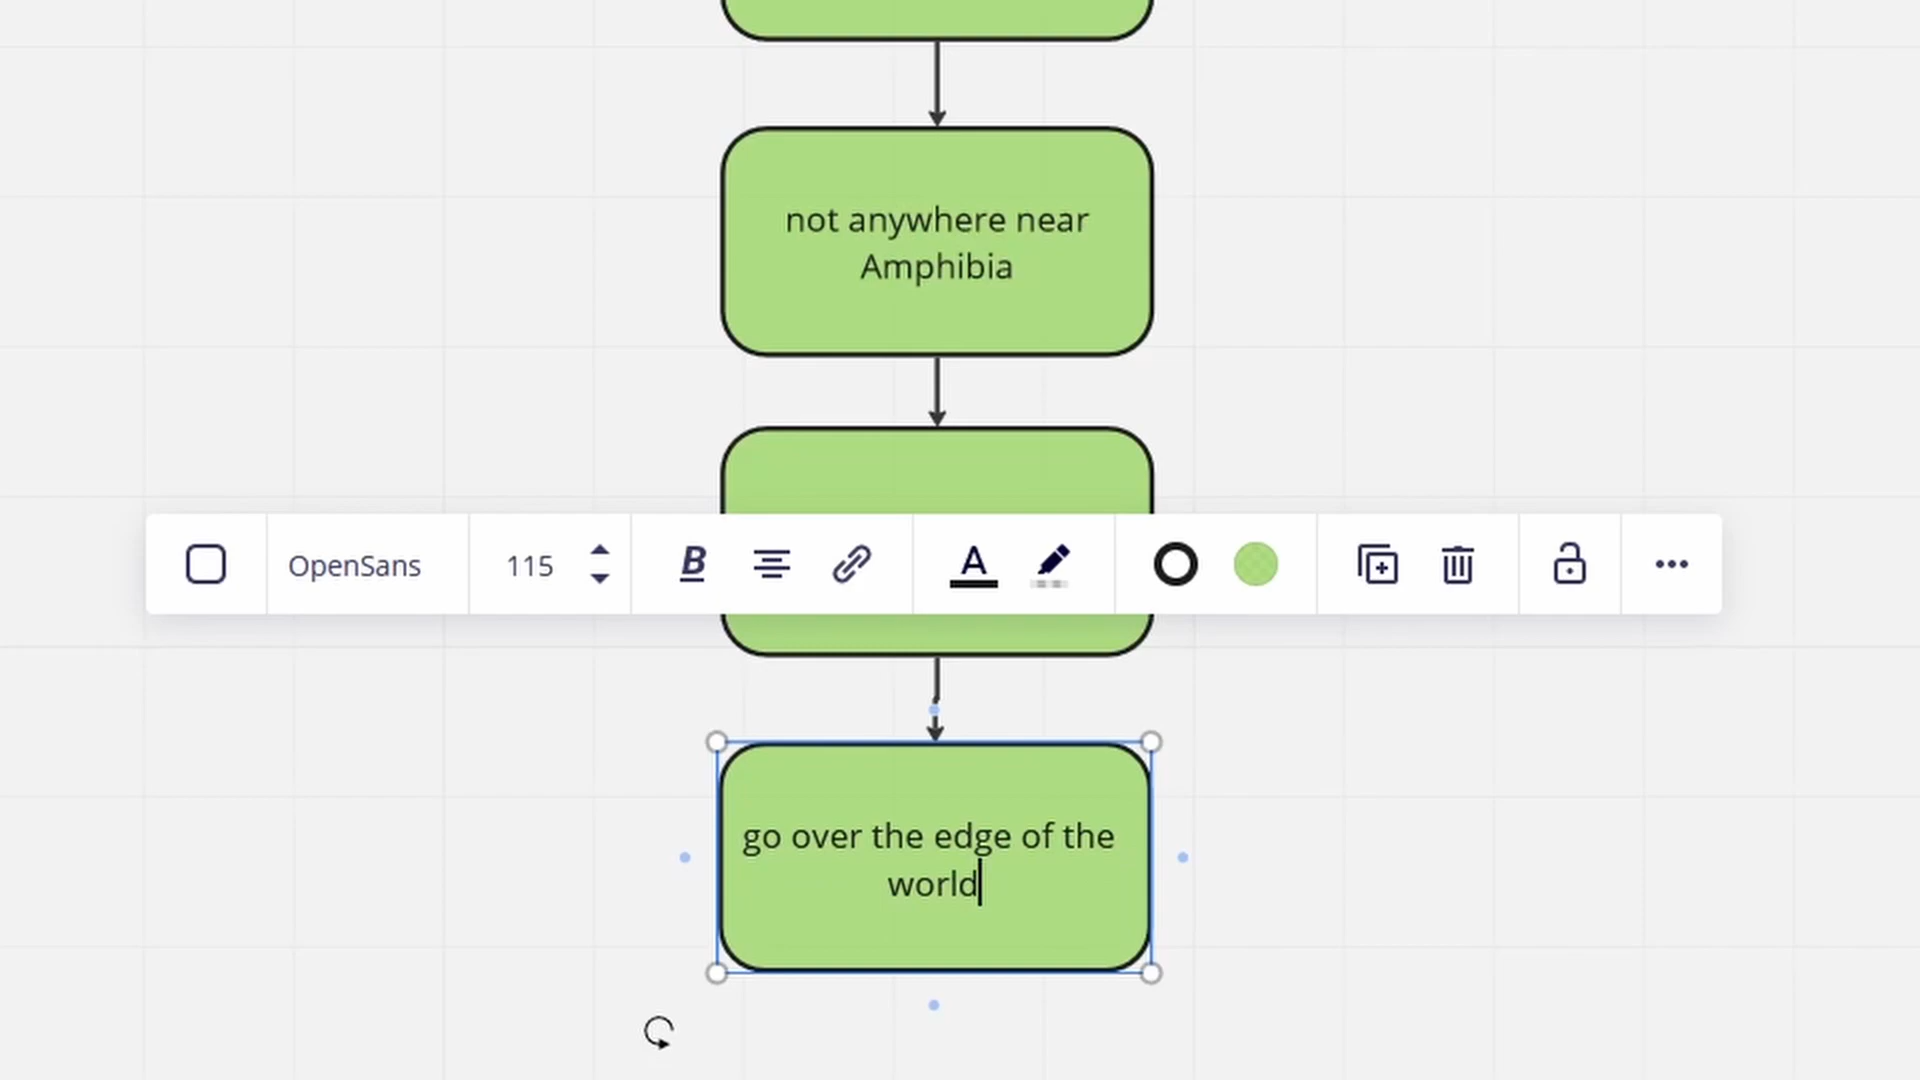 not anywhere near
Amphibia
OpenSans
115
B
A
go over the edge of the
world